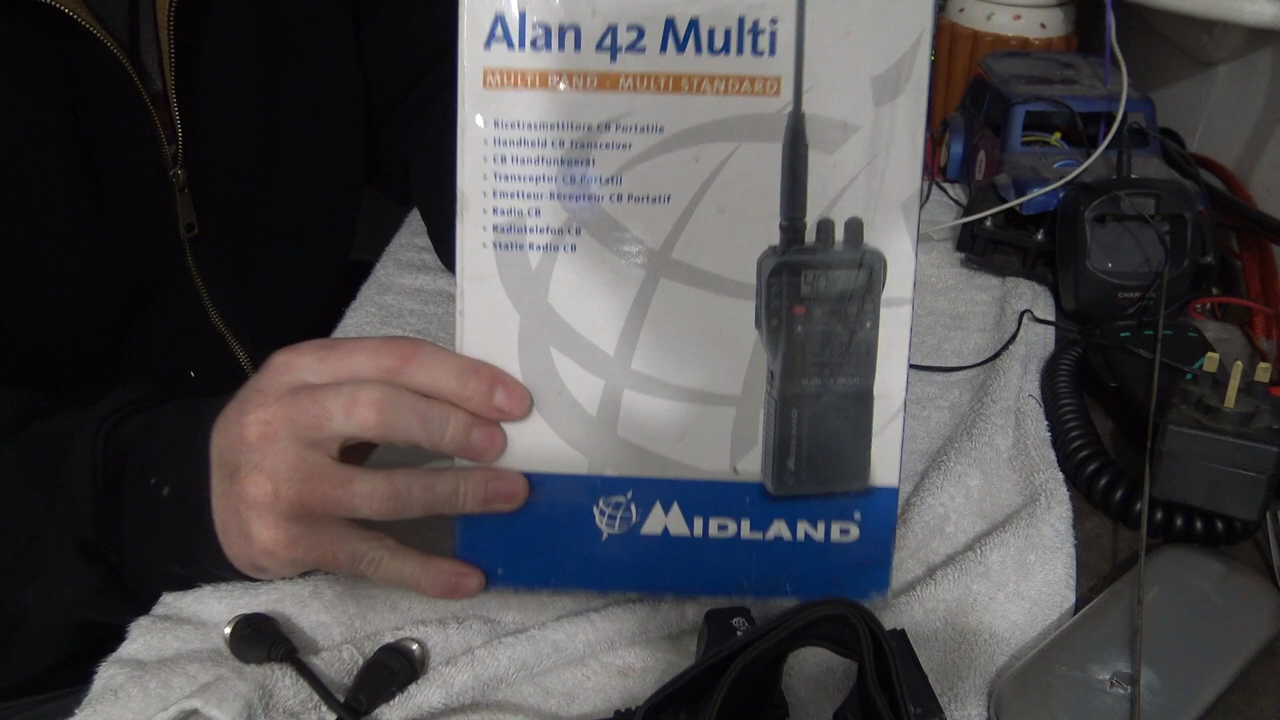 Alan 42 Multi
MULTI BAND - MULTI STANDARD
Ricetrasmettitore CB Portatile
Handheld CB Transceiver
CB Handfunkgerät
Transceptor CB Portatil
Emetteur-Récepteur CB Portatif
Radio CB
Radiotelefon CB
Statie Radio CB
MIDLAND